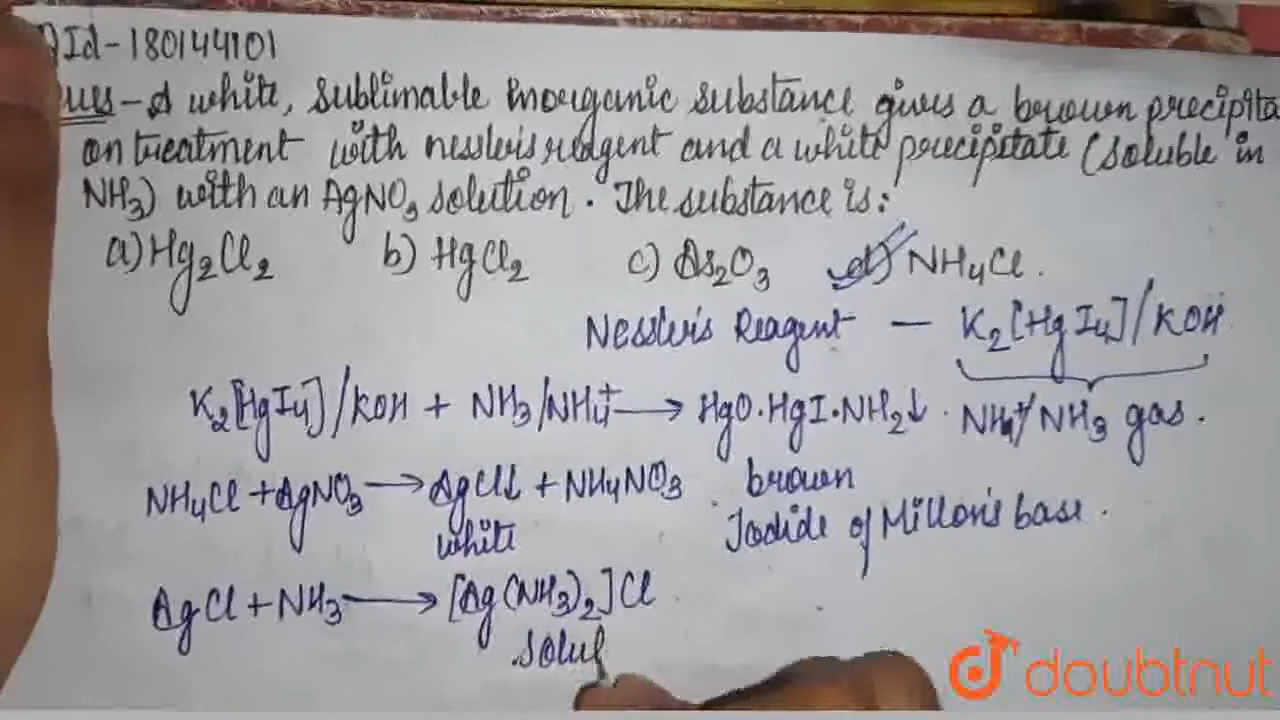 Id-180144101
Ques-A white, sublimable inorganic substance gives a brown precipita
on treatment with nessler's reagent and a white precipitate (soluble in
NH3) with an AgNO3 solution. The substance is:
a) Hg2Cl2 b) HgCl2 c) As2O3 d) NH4Cl.
Nessler's Reagent — K2[HgI4]/KOH
K2[HgI4]/KOH + NH3/NH4+ → HgO·HgI·NH2↓ · NH4+/NH3 gas.
NH4Cl + AgNO3 → AgCl↓ + NH4NO3 brown
white Iodide of Millon's base.
AgCl + NH3 → [Ag(NH3)2]Cl
Solub
doubtnut